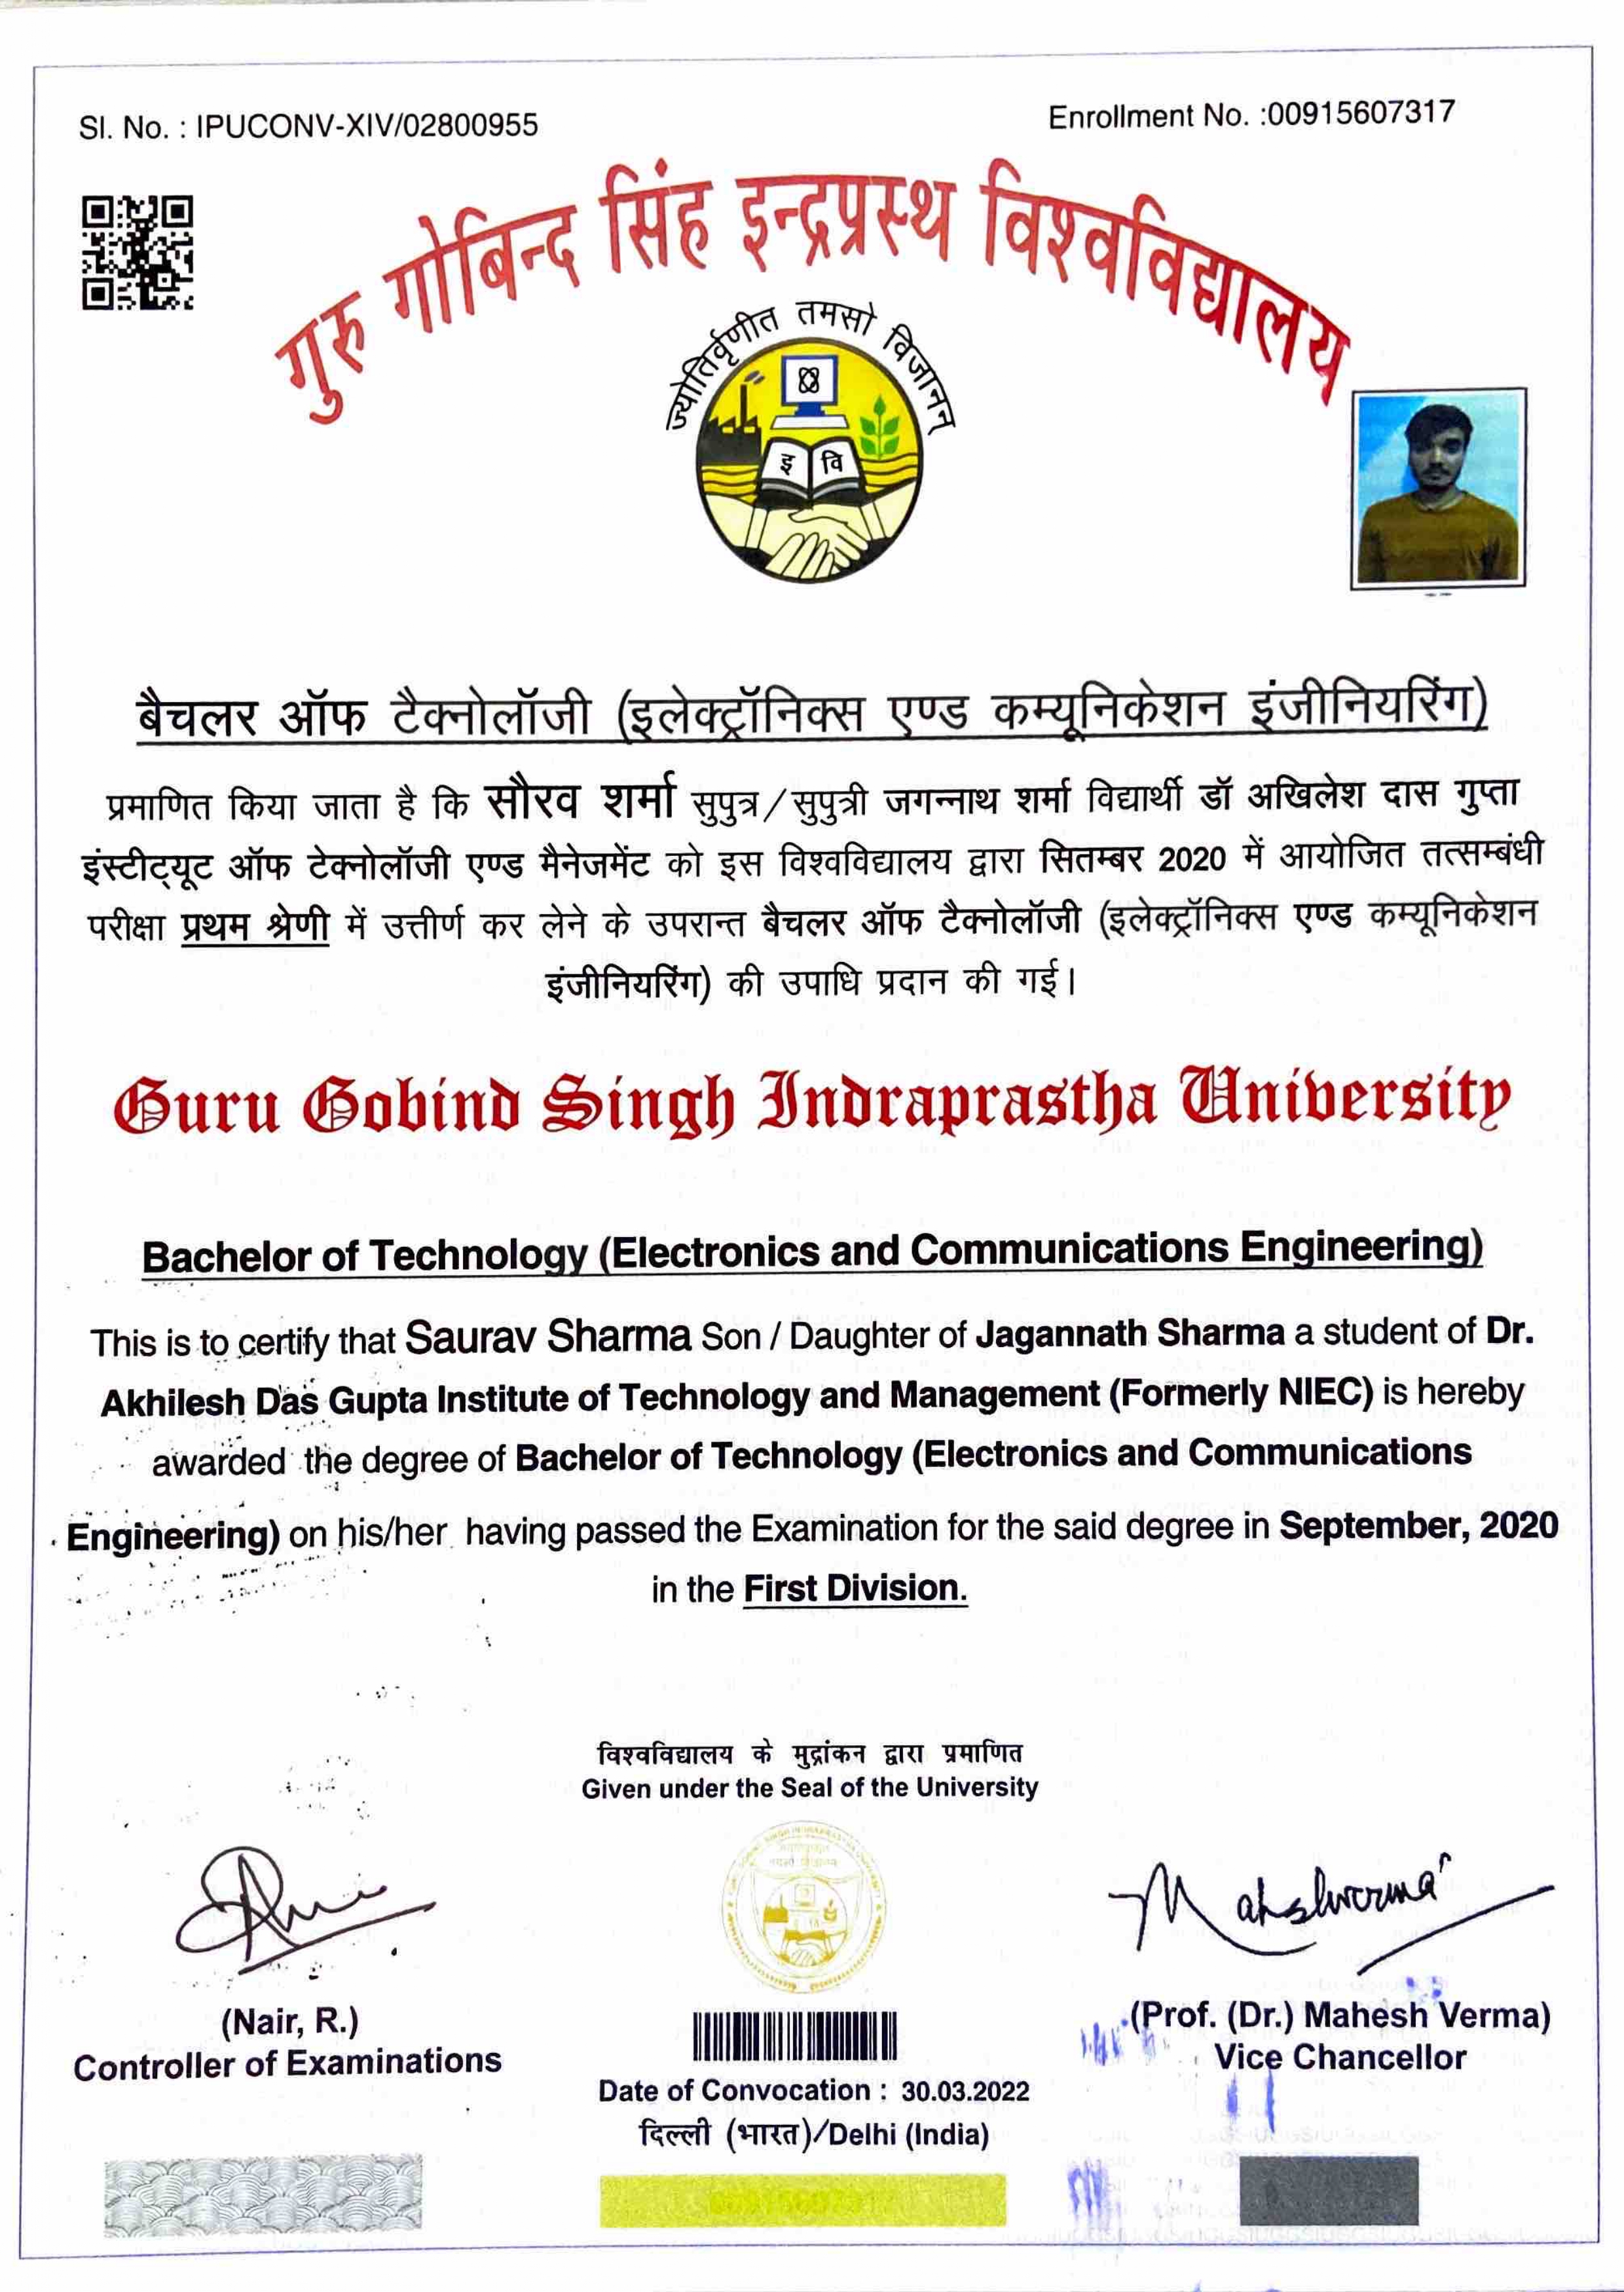 Sl. No. : IPUCONV-XIV/02800955
Enrollment No. :00915607317
गुरु गोबिन्द सिंह इन्द्रप्रस्थ विश्वविद्यालय
ज्योतिर्वृणीत तमसो विजानन्
इ वि
बैचलर ऑफ टैक्नोलॉजी (इलेक्ट्रॉनिक्स एण्ड कम्यूनिकेशन इंजीनियरिंग)
प्रमाणित किया जाता है कि सौरव शर्मा सुपुत्र/सुपुत्री जगन्नाथ शर्मा विद्यार्थी डॉ अखिलेश दास गुप्ता
इंस्टीट्यूट ऑफ टेक्नोलॉजी एण्ड मैनेजमेंट को इस विश्वविद्यालय द्वारा सितम्बर 2020 में आयोजित तत्सम्बंधी
परीक्षा प्रथम श्रेणी में उत्तीर्ण कर लेने के उपरान्त बैचलर ऑफ टैक्नोलॉजी (इलेक्ट्रॉनिक्स एण्ड कम्यूनिकेशन
इंजीनियरिंग) की उपाधि प्रदान की गई।
Guru Gobind Singh Indraprastha University
Bachelor of Technology (Electronics and Communications Engineering)
This is to certify that Saurav Sharma Son / Daughter of Jagannath Sharma a student of Dr.
Akhilesh Das Gupta Institute of Technology and Management (Formerly NIEC) is hereby
awarded the degree of Bachelor of Technology (Electronics and Communications
Engineering) on his/her having passed the Examination for the said degree in September, 2020
in the First Division.
विश्वविद्यालय के मुद्रांकन द्वारा प्रमाणित
Given under the Seal of the University
(Nair, R.)
Controller of Examinations
(Prof. (Dr.) Mahesh Verma)
Vice Chancellor
Date of Convocation : 30.03.2022
दिल्ली (भारत)/Delhi (India)